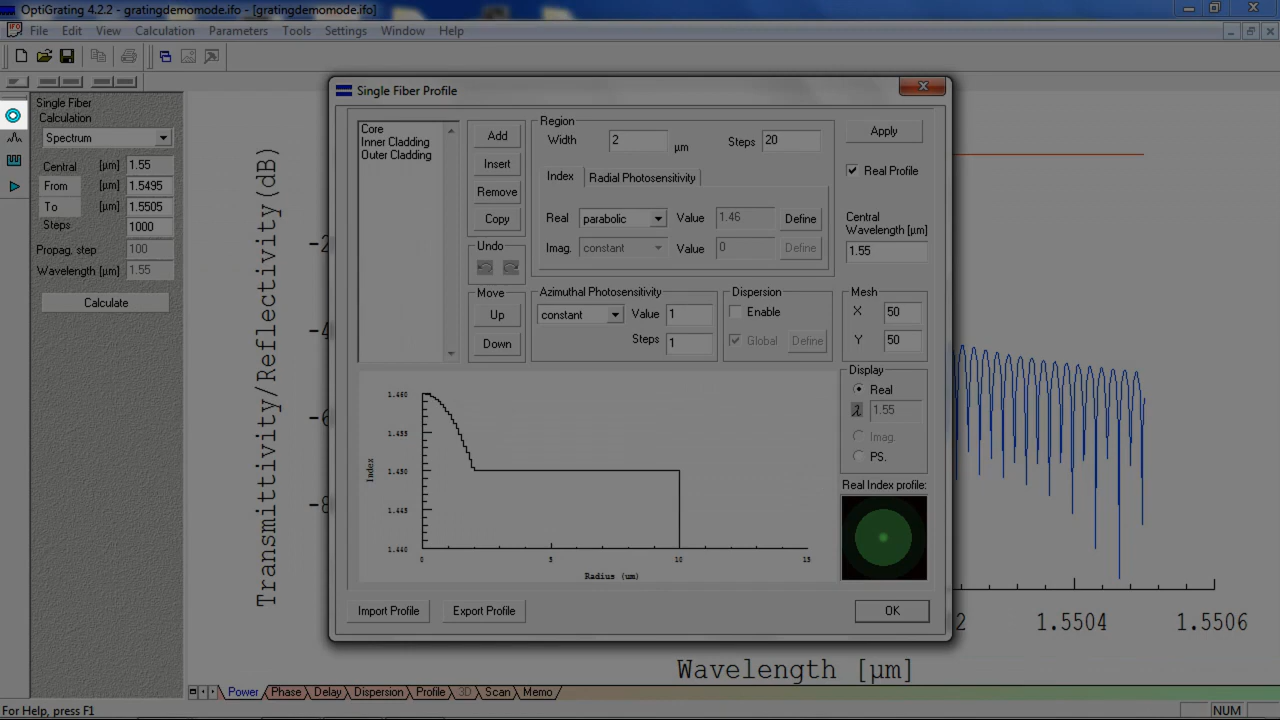 OptiGrating 4.2.2 - gratingdemomode.ifo - [gratingdemomode.ifo]
File Edit View Calculation Parameters Tools Settings Window Help
Single Fiber
Calculation
Spectrum
Central [µm] 1.55
From [µm] 1.5495
To [µm] 1.5505
Steps 1000
Propag. step 100
Wavelength [µm] 1.55
Calculate
Transmittivity/Reflectivity(dB)
-2
-4
-6
-8
Single Fiber Profile
Core
Inner Cladding
Outer Cladding
Add
Insert
Remove
Copy
Undo
Move
Up
Down
Region
Width 2 µm Steps 20
Index Radial Photosensitivity
Real parabolic Value 1.46 Define
Imag. constant Value 0 Define
Azimuthal Photosensitivity
constant Value 1
Steps 1
Dispersion
Enable
Global Define
Apply
Real Profile
Central
Wavelength [µm]
1.55
Mesh
X 50
Y 50
Display
Real
λ 1.55
Imag.
PS.
Real Index profile:
Index
1.460
1.455
1.450
1.445
1.440
0 5 10 15
Radius (um)
Import Profile Export Profile OK
2 1.5504 1.5506
Wavelength [µm]
Power Phase Delay Dispersion Profile 3D Scan Memo
For Help, press F1 NUM